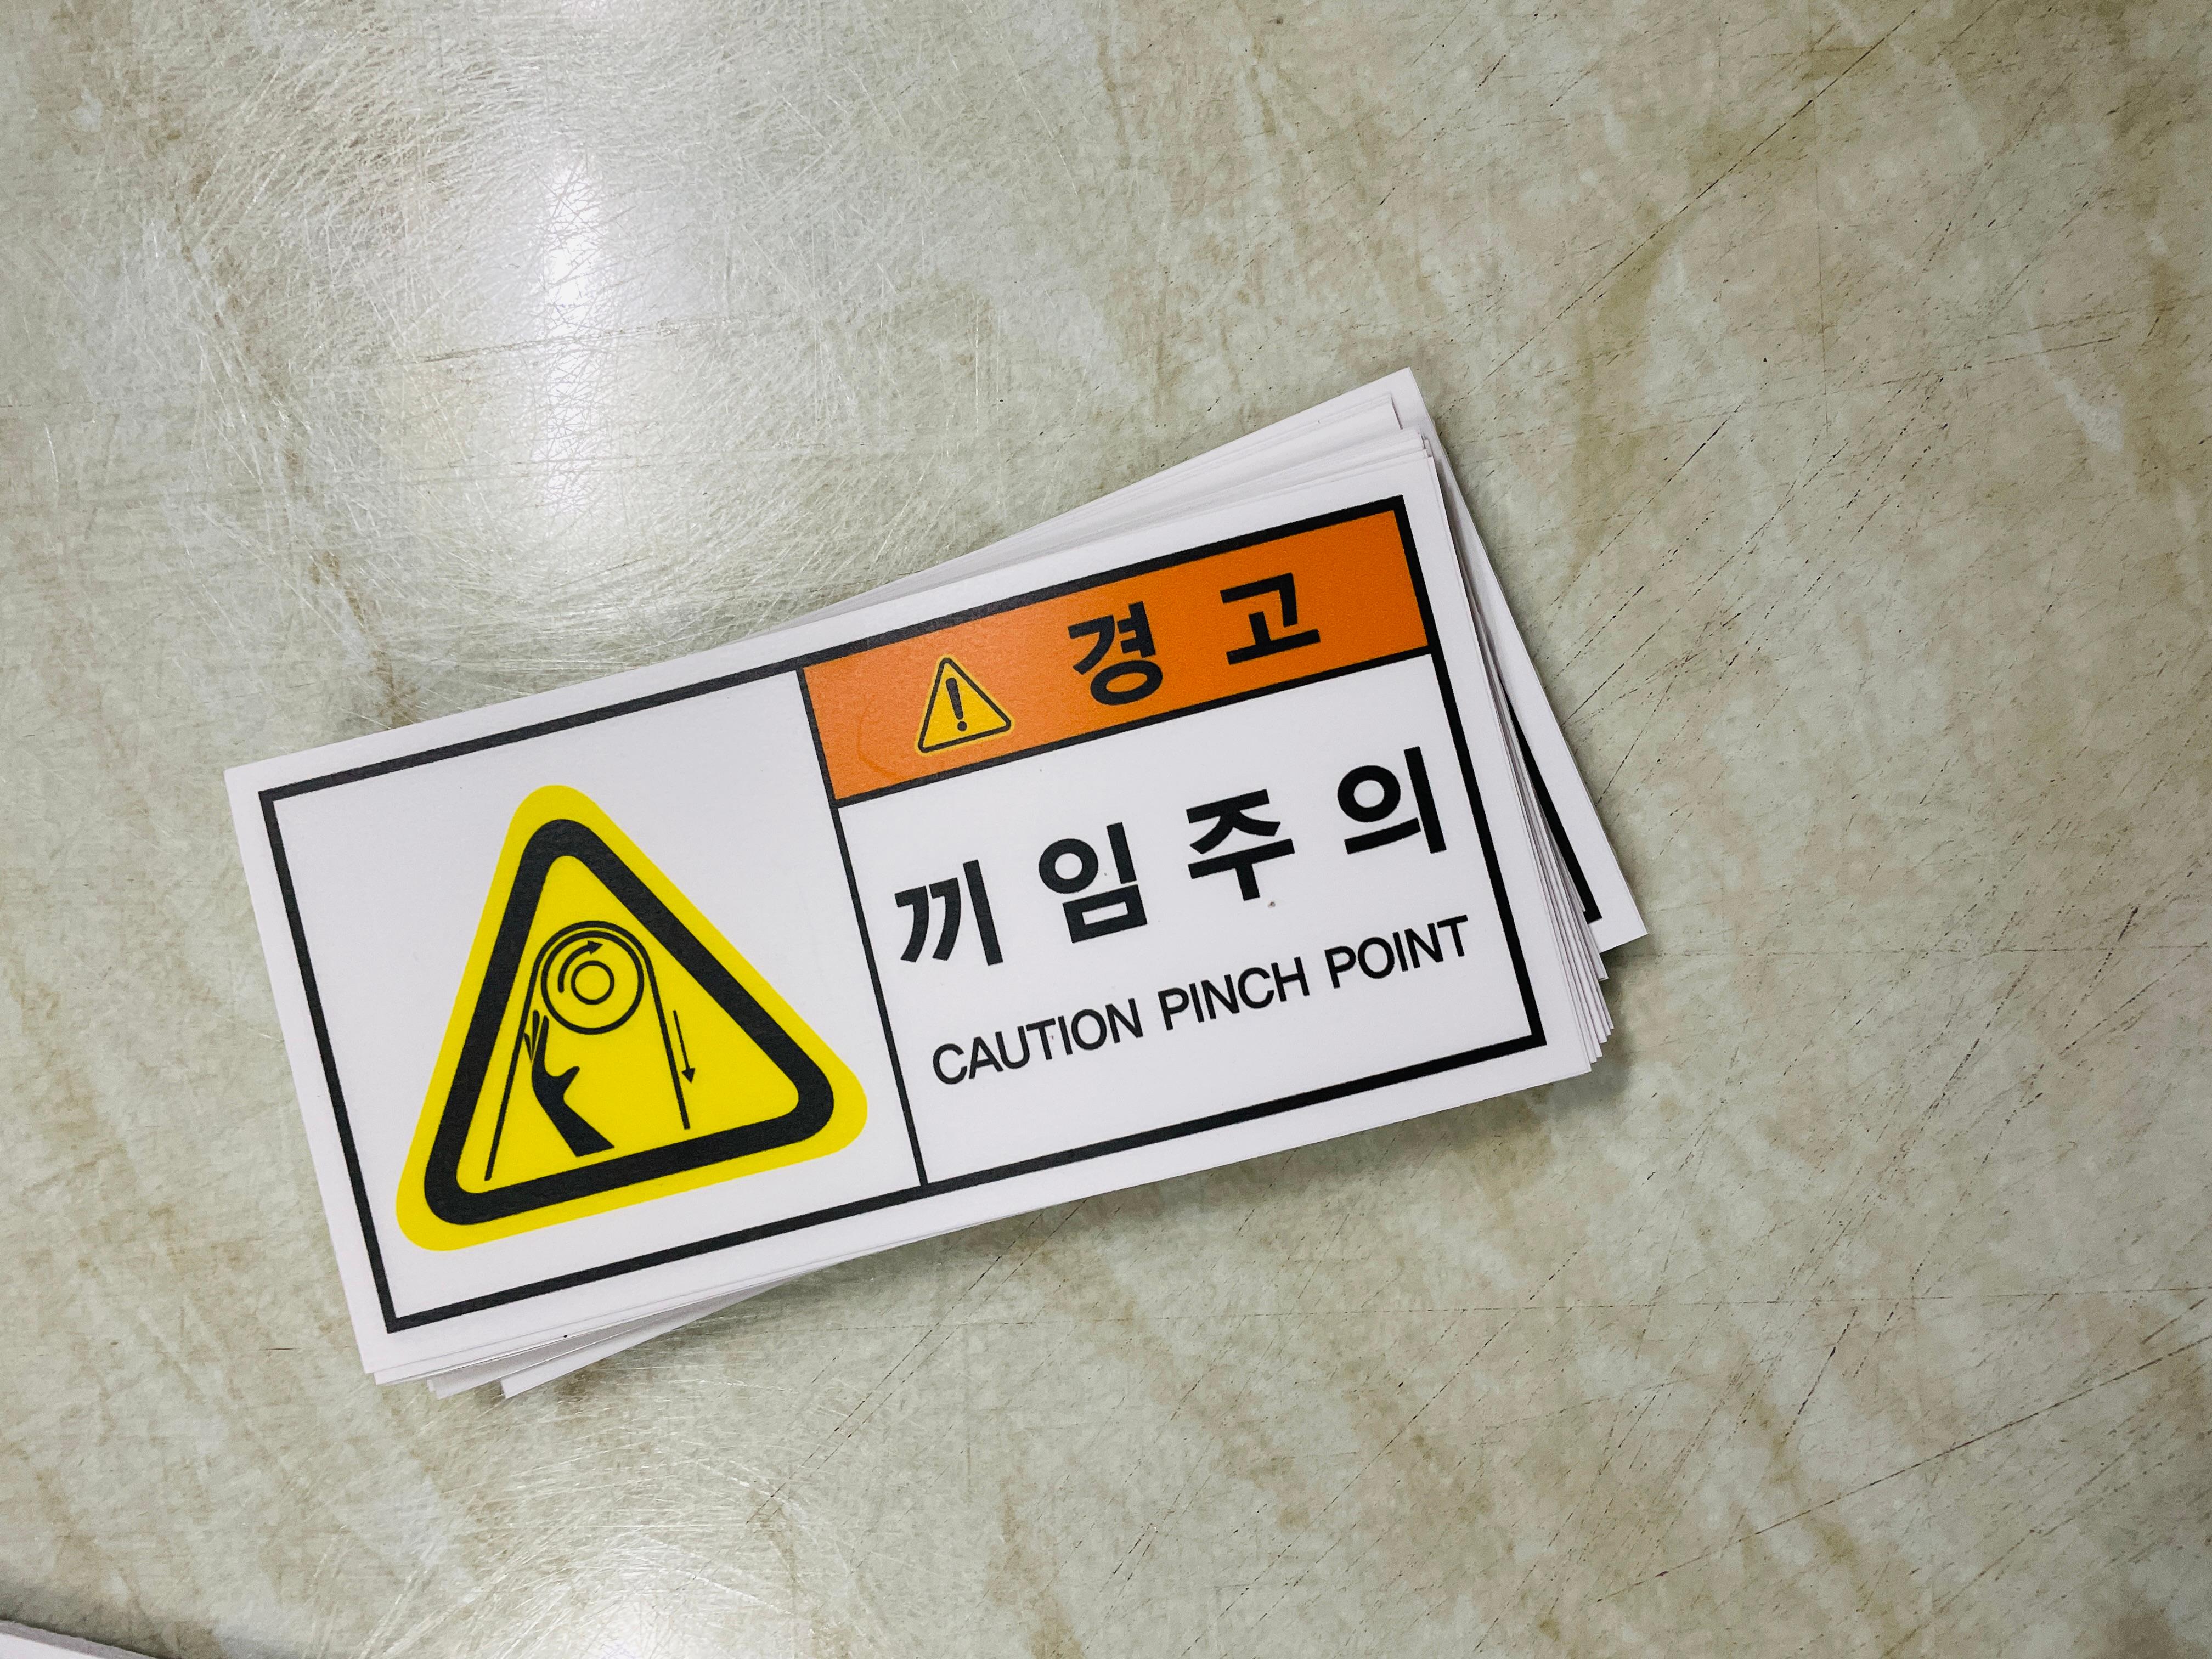 경 고
끼 임 주 의
CAUTION PINCH POINT